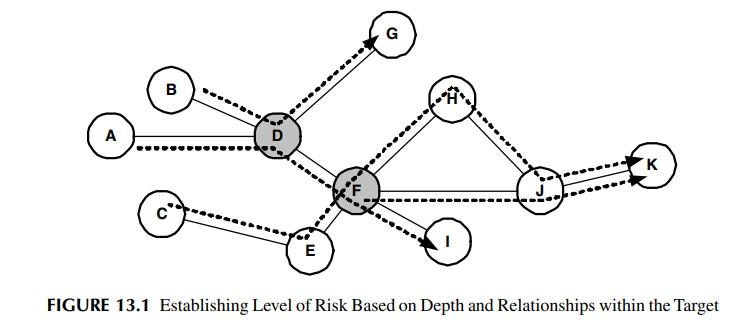 G
B
H
A
D
K
F
J
C
E
I
FIGURE 13.1 Establishing Level of Risk Based on Depth and Relationships within the Target